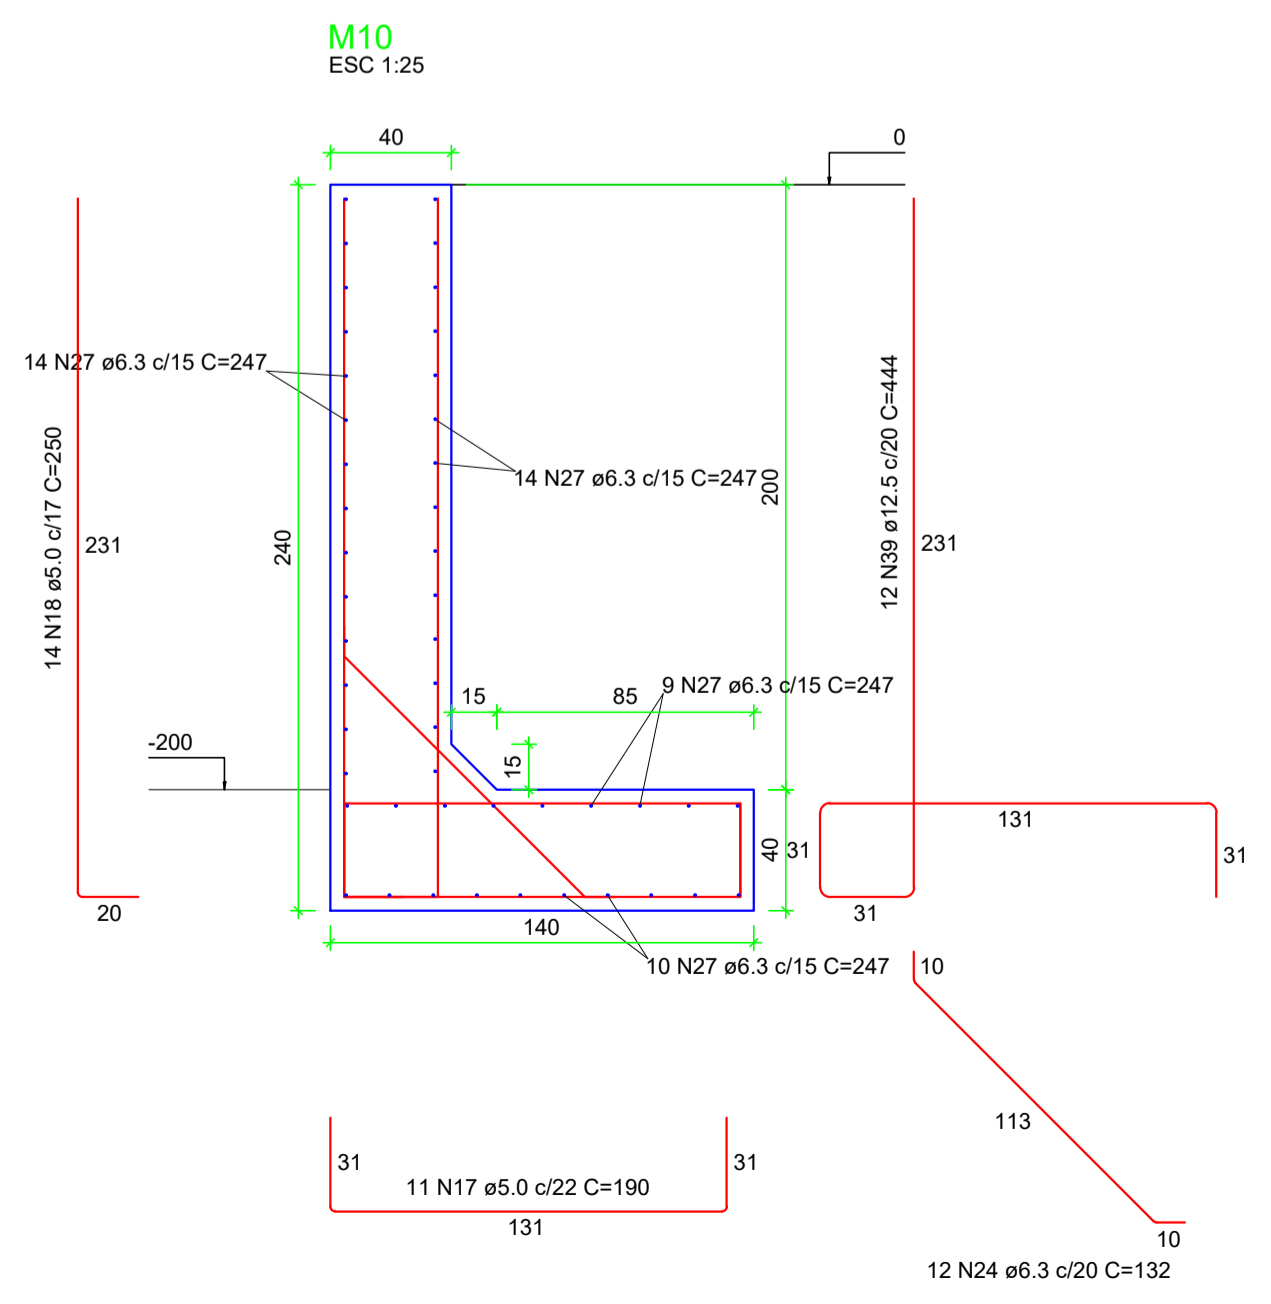 M10
ESC 1:25
40
0
14 N27 ø6.3 c/15 C=247
14 N27 ø6.3 c/15 C=247
200
12 N39 ø12.5 c/20 C=444
231
14 N18 ø5.0 c/17 C=250
231
240
15
85
9 N27 ø6.3 c/15 C=247
-200
15
131
40
31
31
20
31
140
10 N27 ø6.3 c/15 C=247
10
113
31
31
11 N17 ø5.0 c/22 C=190
131
10
12 N24 ø6.3 c/20 C=132